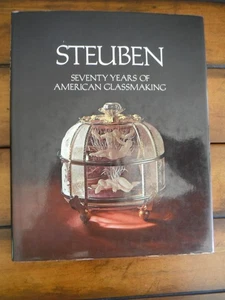 STEUBEN
SEVENTY YEARS OF
AMERICAN GLASSMAKING